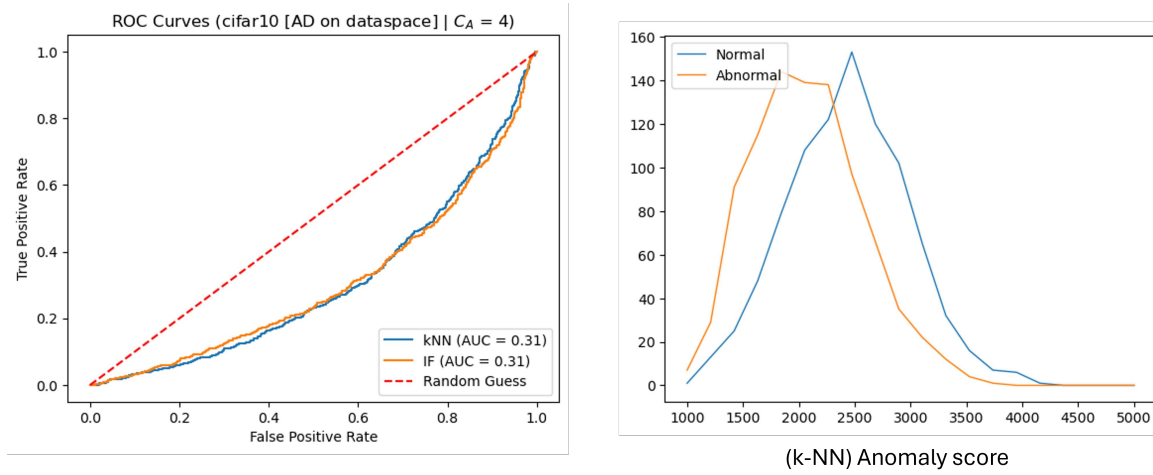 ROC Curves (cifar10 [AD on dataspace] | C_A = 4)
1.0
0.8
0.6
0.4
0.2
0.0
True Positive Rate
kNN (AUC = 0.31)
IF (AUC = 0.31)
Random Guess
0.0 0.2 0.4 0.6 0.8 1.0
False Positive Rate
160
140
120
100
80
60
40
20
0
Normal
Abnormal
1000 1500 2000 2500 3000 3500 4000 4500 5000
(k-NN) Anomaly score